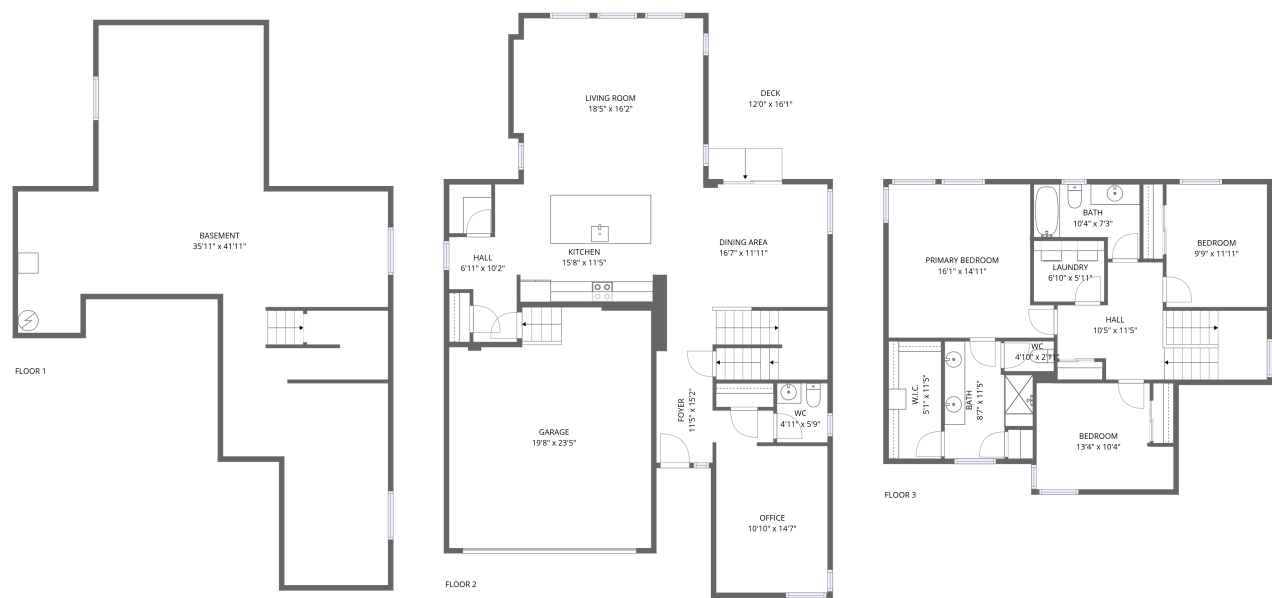 BASEMENT
35'11" x 41'11"
FLOOR 1
LIVING ROOM
18'5" x 16'2"
DECK
12'0" x 16'1"
HALL
6'11" x 10'2"
KITCHEN
15'8" x 11'5"
DINING AREA
16'7" x 11'11"
GARAGE
19'8" x 23'5"
FOYER
11'5" x 15'2"
WC
4'11" x 5'9"
OFFICE
10'10" x 14'7"
FLOOR 2
BATH
10'4" x 7'3"
BEDROOM
9'9" x 11'11"
PRIMARY BEDROOM
16'1" x 14'11"
LAUNDRY
6'10" x 5'11"
HALL
10'5" x 11'5"
WC
4'10" x 2'11"
W.I.C.
5'1" x 11'5"
BATH
8'7" x 11'5"
BEDROOM
13'4" x 10'4"
FLOOR 3